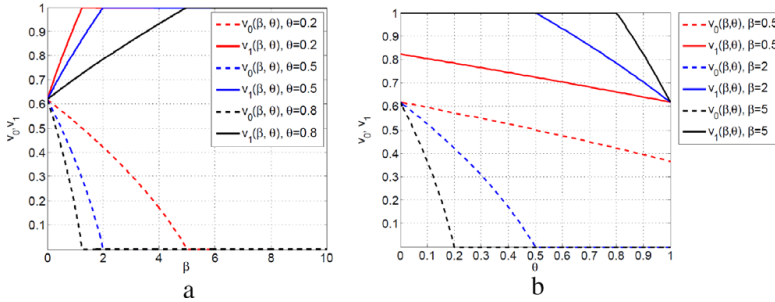 1
0.9
0.8
0.7
0.6
0.5
0.4
0.3
0.2
0.1
v₀,v₁
0 2 4 6 8 10
β
v₀(β, θ), θ=0.2
v₁(β, θ), θ=0.2
v₀(β, θ), θ=0.5
v₁(β, θ), θ=0.5
v₀(β, θ), θ=0.8
v₁(β, θ), θ=0.8
a
1
0.9
0.8
0.7
0.6
0.5
0.4
0.3
0.2
0.1
v₀,v₁
0 0.1 0.2 0.3 0.4 0.5 0.6 0.7 0.8 0.9 1
θ
v₀(β,θ), β=0.5
v₁(β,θ), β=0.5
v₀(β,θ), β=2
v₁(β,θ), β=2
v₀(β,θ), β=5
v₁(β,θ), β=5
b